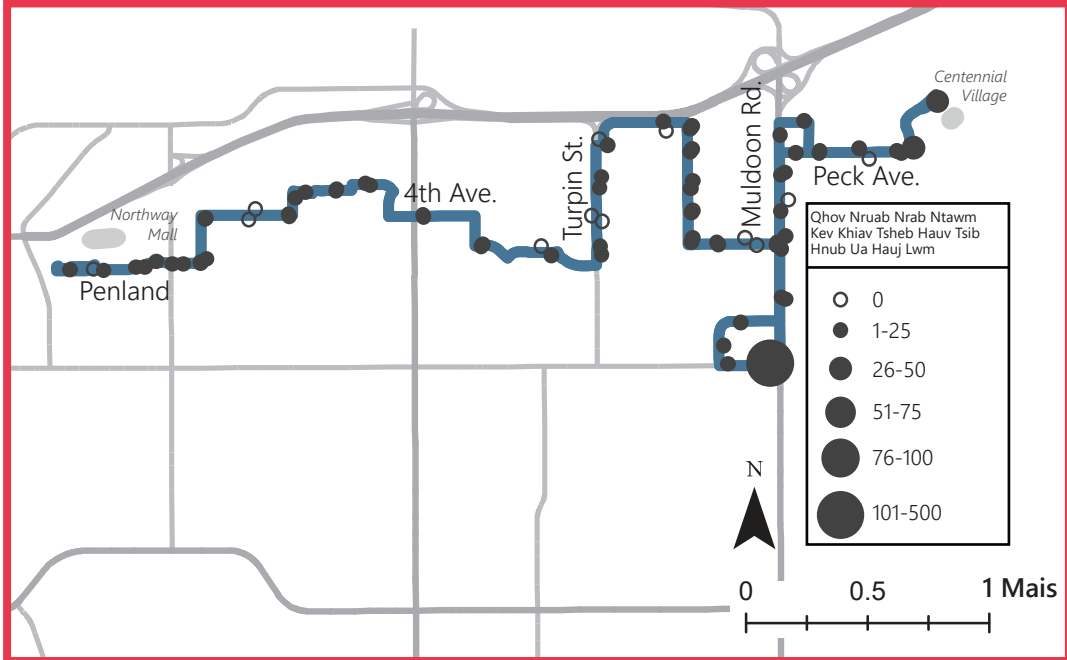 Centennial
Village
Muldoon Rd.
Turpin St.
Peck Ave.
4th Ave.
Northway
Mall
Penland
Qhov Nruab Nrab Ntawm
Kev Khiav Tsheb Hauv Tsib
Hnub Ua Hauj Lwm
0
1-25
26-50
51-75
76-100
101-500
N
0 0.5 1 Mais